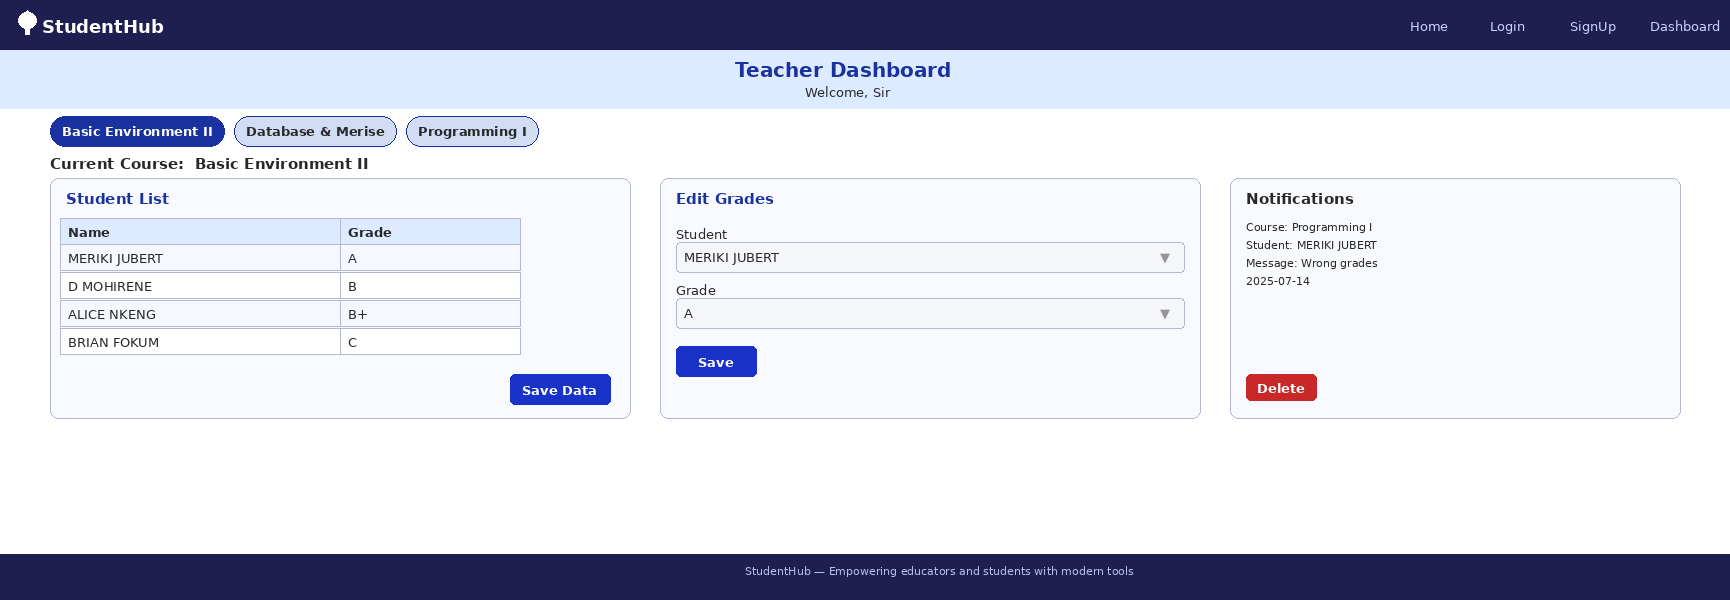 StudentHub
Home Login SignUp Dashboard
Teacher Dashboard
Welcome, Sir
Basic Environment II Database & Merise Programming I
Current Course: Basic Environment II
Student List
Name Grade
MERIKI JUBERT A
D MOHIRENE B
ALICE NKENG B+
BRIAN FOKUM C
Save Data
Edit Grades
Student
MERIKI JUBERT
Grade
A
Save
Notifications
Course: Programming I
Student: MERIKI JUBERT
Message: Wrong grades
2025-07-14
Delete
StudentHub — Empowering educators and students with modern tools